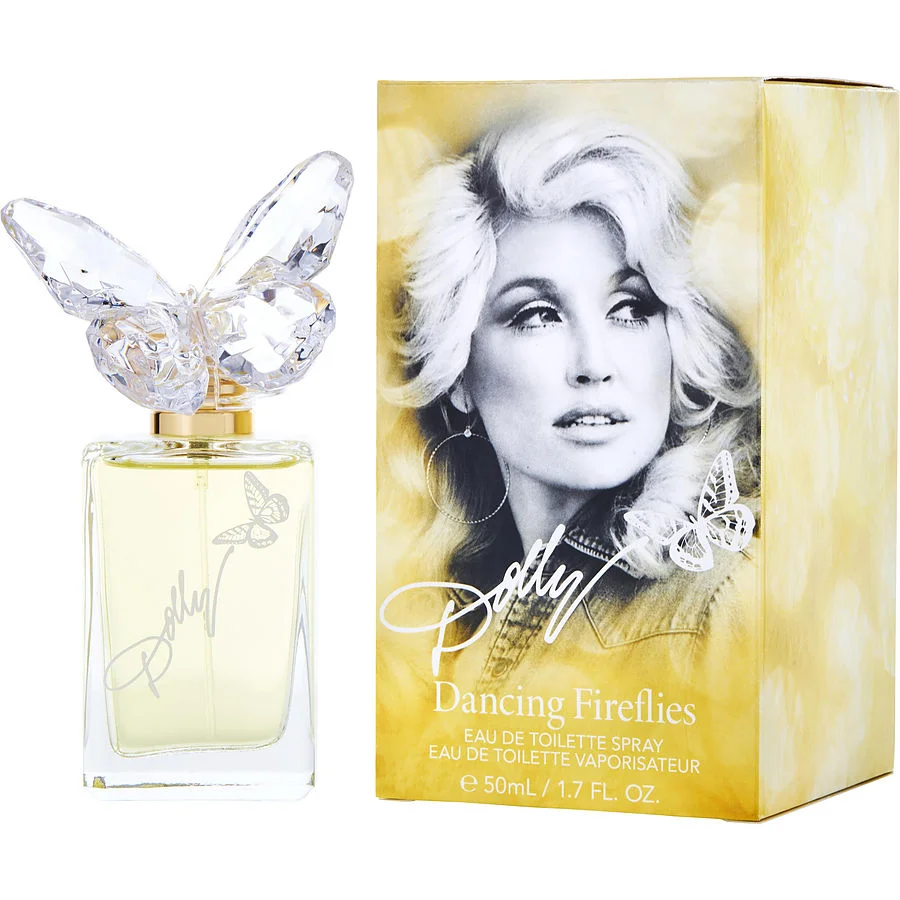 Dolly
Dolly
Dancing Fireflies
EAU DE TOILETTE SPRAY
EAU DE TOILETTE VAPORISATEUR
℮ 50mL / 1.7 FL. OZ.